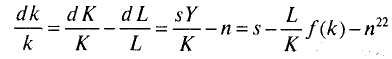 dk/k = dK/K - dL/L = sY/K - n = s - L/K f(k) - n²²